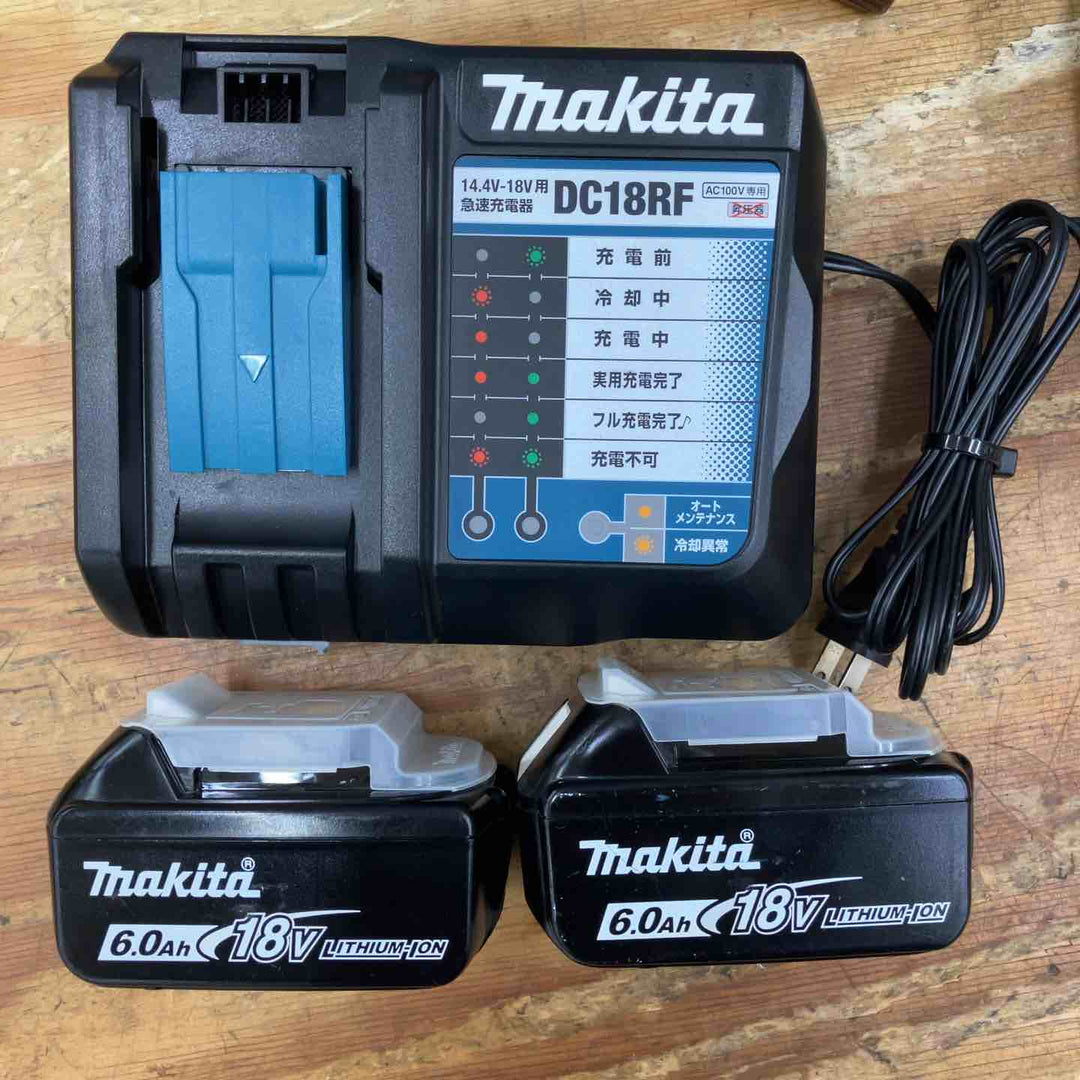 makita
14.4V-18V用
急速充電器
DC18RF
AC100V専用
昇圧器
充電前
冷却中
充電中
実用充電完了
フル充電完了♪
充電不可
オート
メンテナンス
冷却異常
makita®
6.0Ah 18V LITHIUM-ION
makita®
6.0Ah 18V LITHIUM-ION